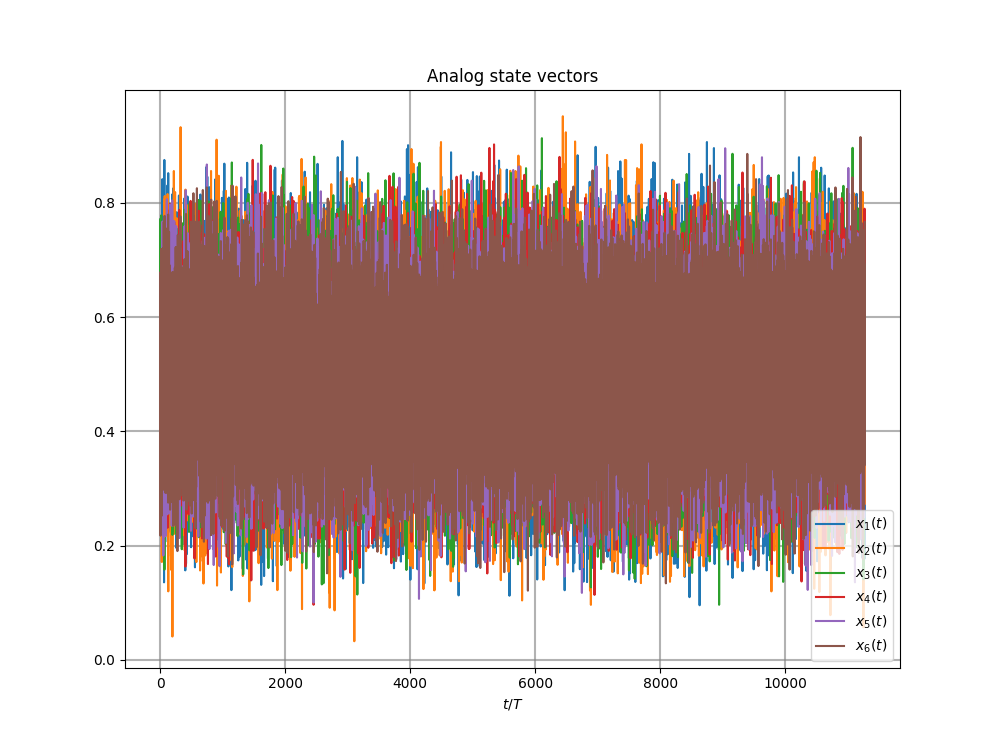 Analog state vectors
0.8
0.6
0.4
0.2
0.0
0 2000 4000 6000 8000 10000
t/T
x₁(t)
x₂(t)
x₃(t)
x₄(t)
x₅(t)
x₆(t)